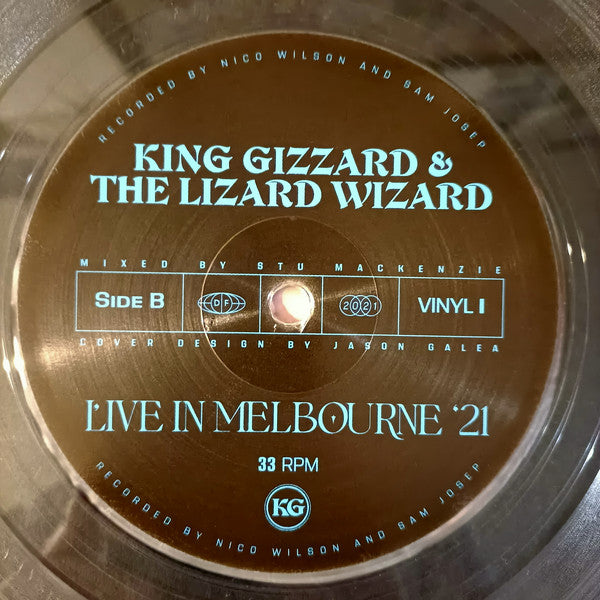 RECORDED BY NICO WILSON AND SAM JOSEP
KING GIZZARD &
THE LIZARD WIZARD
MIXED BY STU MACKENZIE
SIDE B
DF
2021
VINYL I
COVER DESIGN BY JASON GALEA
LIVE IN MELBOURNE '21
33 RPM
KG
RECORDED BY NICO WILSON AND SAM JOSEP